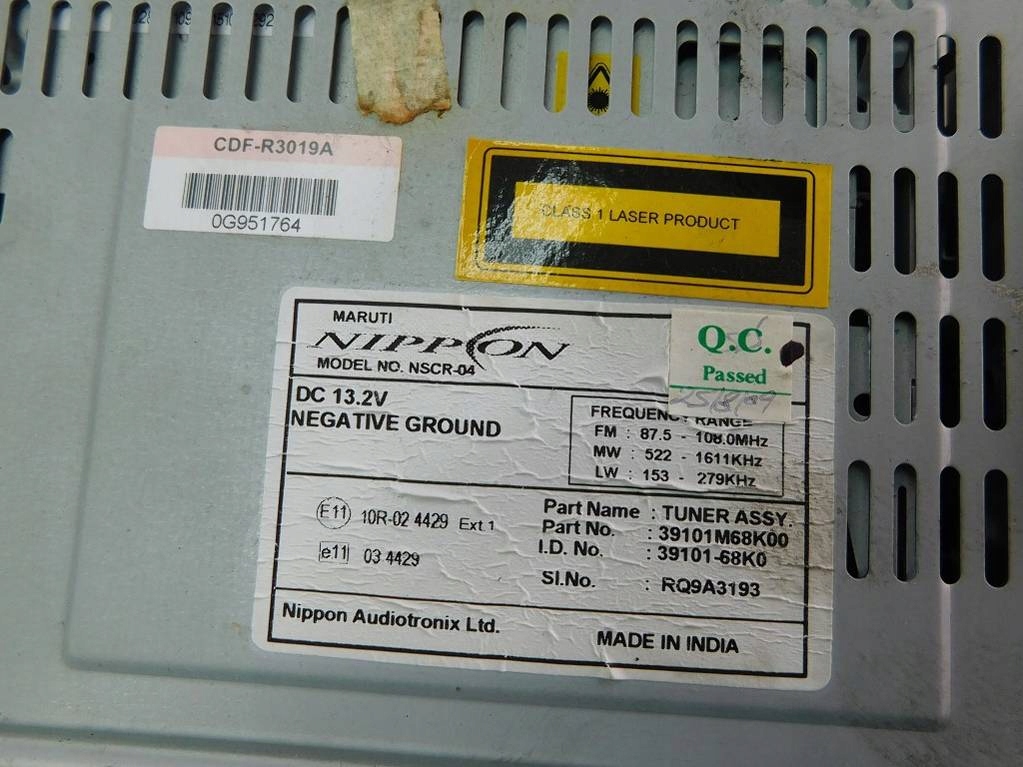 CDF-R3019A
0G951764
CLASS 1 LASER PRODUCT
MARUTI
NIPPON
MODEL NO. NSCR-04
Q.C.
Passed
25/8/09
DC 13.2V
NEGATIVE GROUND
FREQUENCY RANGE
FM : 87.5 - 108.0MHz
MW : 522 - 1611KHz
LW : 153 - 279KHz
E11 10R-02 4429 Ext.1
e11 03 4429
Part Name : TUNER ASSY.
Part No. : 39101M68K00
I.D. No. : 39101-68K0
Sl.No. : RQ9A3193
Nippon Audiotronix Ltd.
MADE IN INDIA